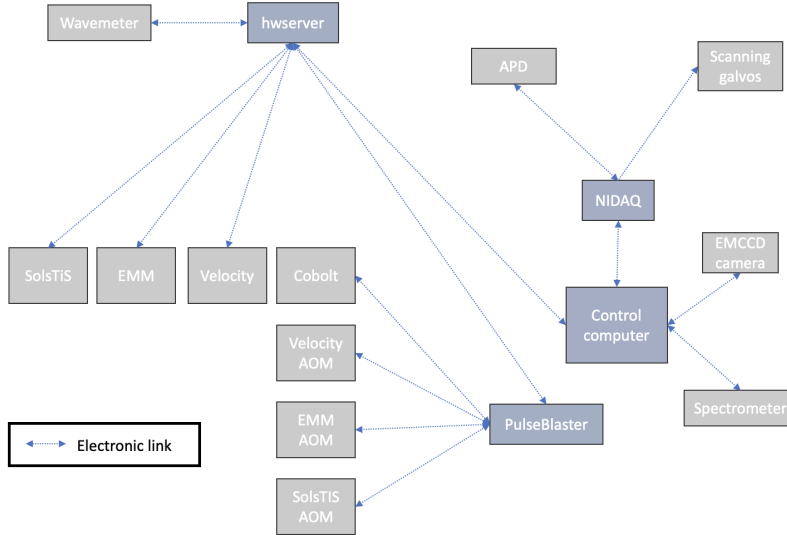 Wavemeter
hwserver
APD
Scanning
galvos
NIDAQ
SolsTiS
EMM
Velocity
Cobolt
EMCCD
camera
Control
computer
Velocity
AOM
Spectrometer
EMM
AOM
PulseBlaster
Electronic link
SolsTIS
AOM